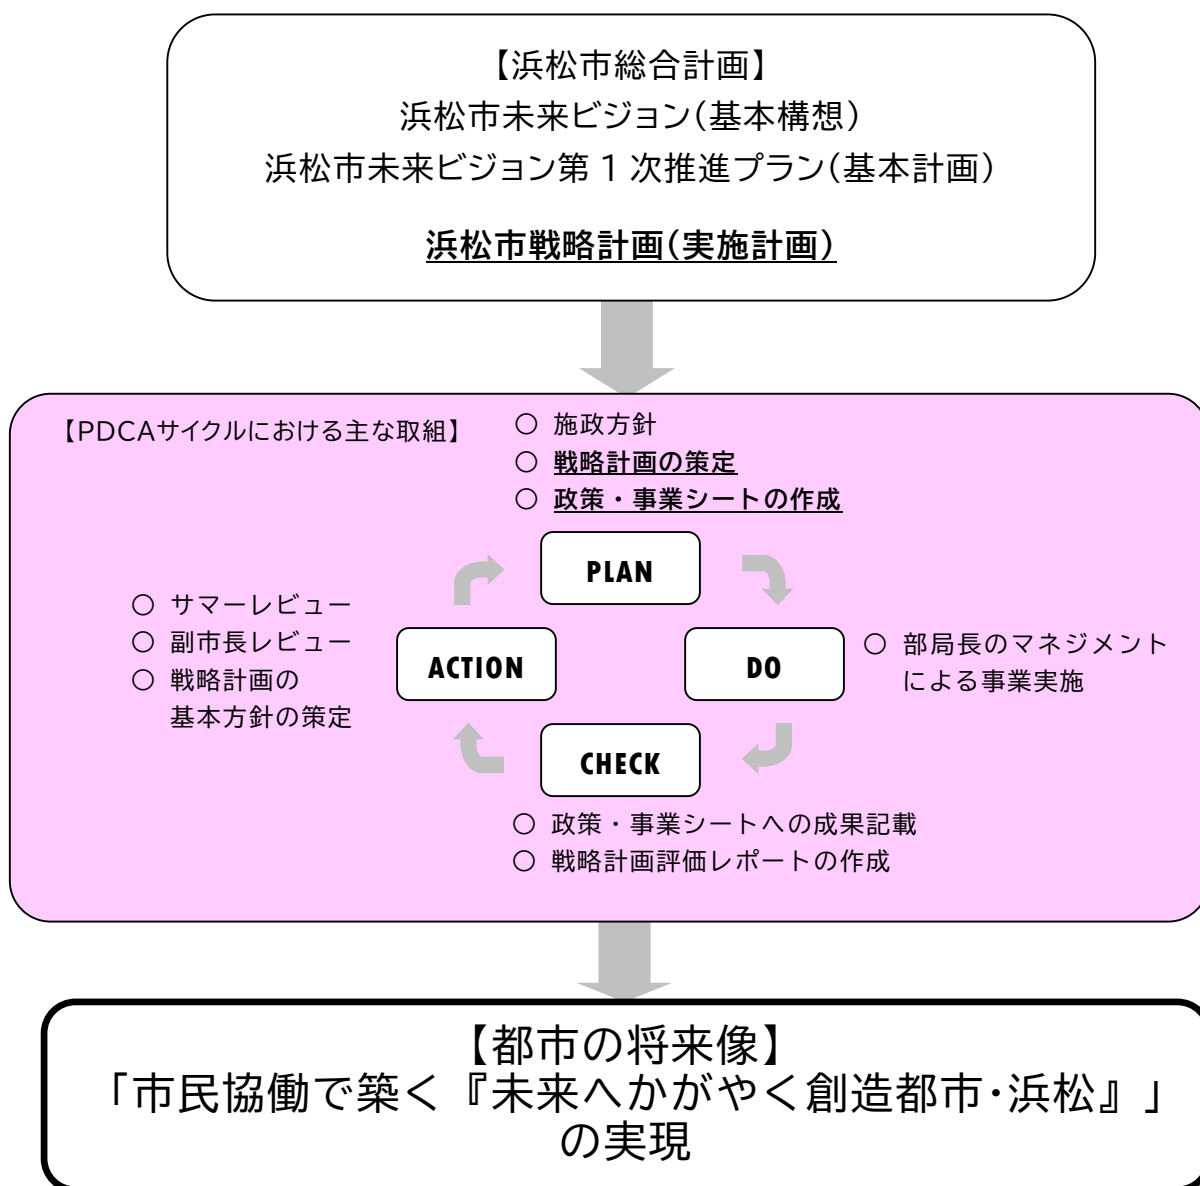 【浜松市総合計画】
浜松市未来ビジョン(基本構想)
浜松市未来ビジョン第1次推進プラン(基本計画)
浜松市戦略計画(実施計画)
【PDCAサイクルにおける主な取組】
○ 施政方針
○ 戦略計画の策定
○ 政策・事業シートの作成
PLAN
○ サマーレビュー
○ 副市長レビュー
○ 戦略計画の
基本方針の策定
ACTION
DO
○ 部局長のマネジメント
による事業実施
CHECK
○ 政策・事業シートへの成果記載
○ 戦略計画評価レポートの作成
【都市の将来像】
「市民協働で築く『未来へかがやく創造都市・浜松』」
の実現